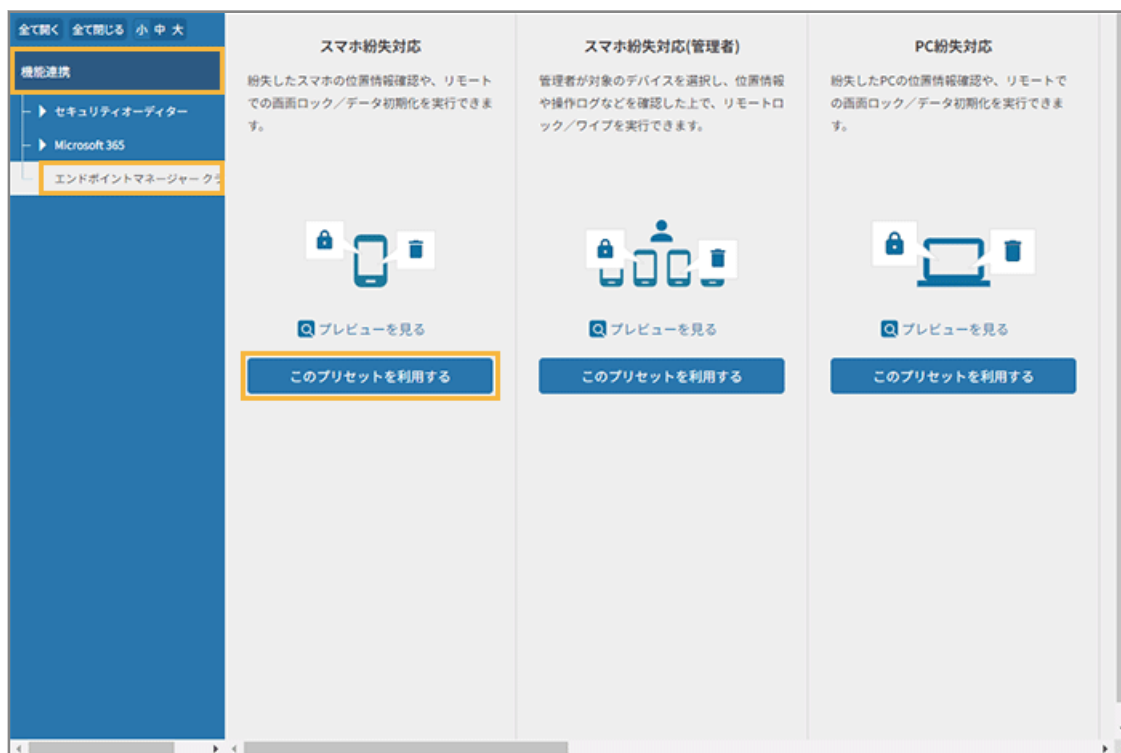 全て開く 全て閉じる 小 中 大
機能連携
セキュリティオーディター
Microsoft 365
エンドポイントマネージャー クラ
スマホ紛失対応
紛失したスマホの位置情報確認や、リモート
での画面ロック／データ初期化を実行できま
す。
プレビューを見る
このプリセットを利用する
スマホ紛失対応(管理者)
管理者が対象のデバイスを選択し、位置情報
や操作ログなどを確認した上で、リモートロ
ック／ワイプを実行できます。
プレビューを見る
このプリセットを利用する
PC紛失対応
紛失したPCの位置情報確認や、リモートで
の画面ロック／データ初期化を実行できま
す。
プレビューを見る
このプリセットを利用する